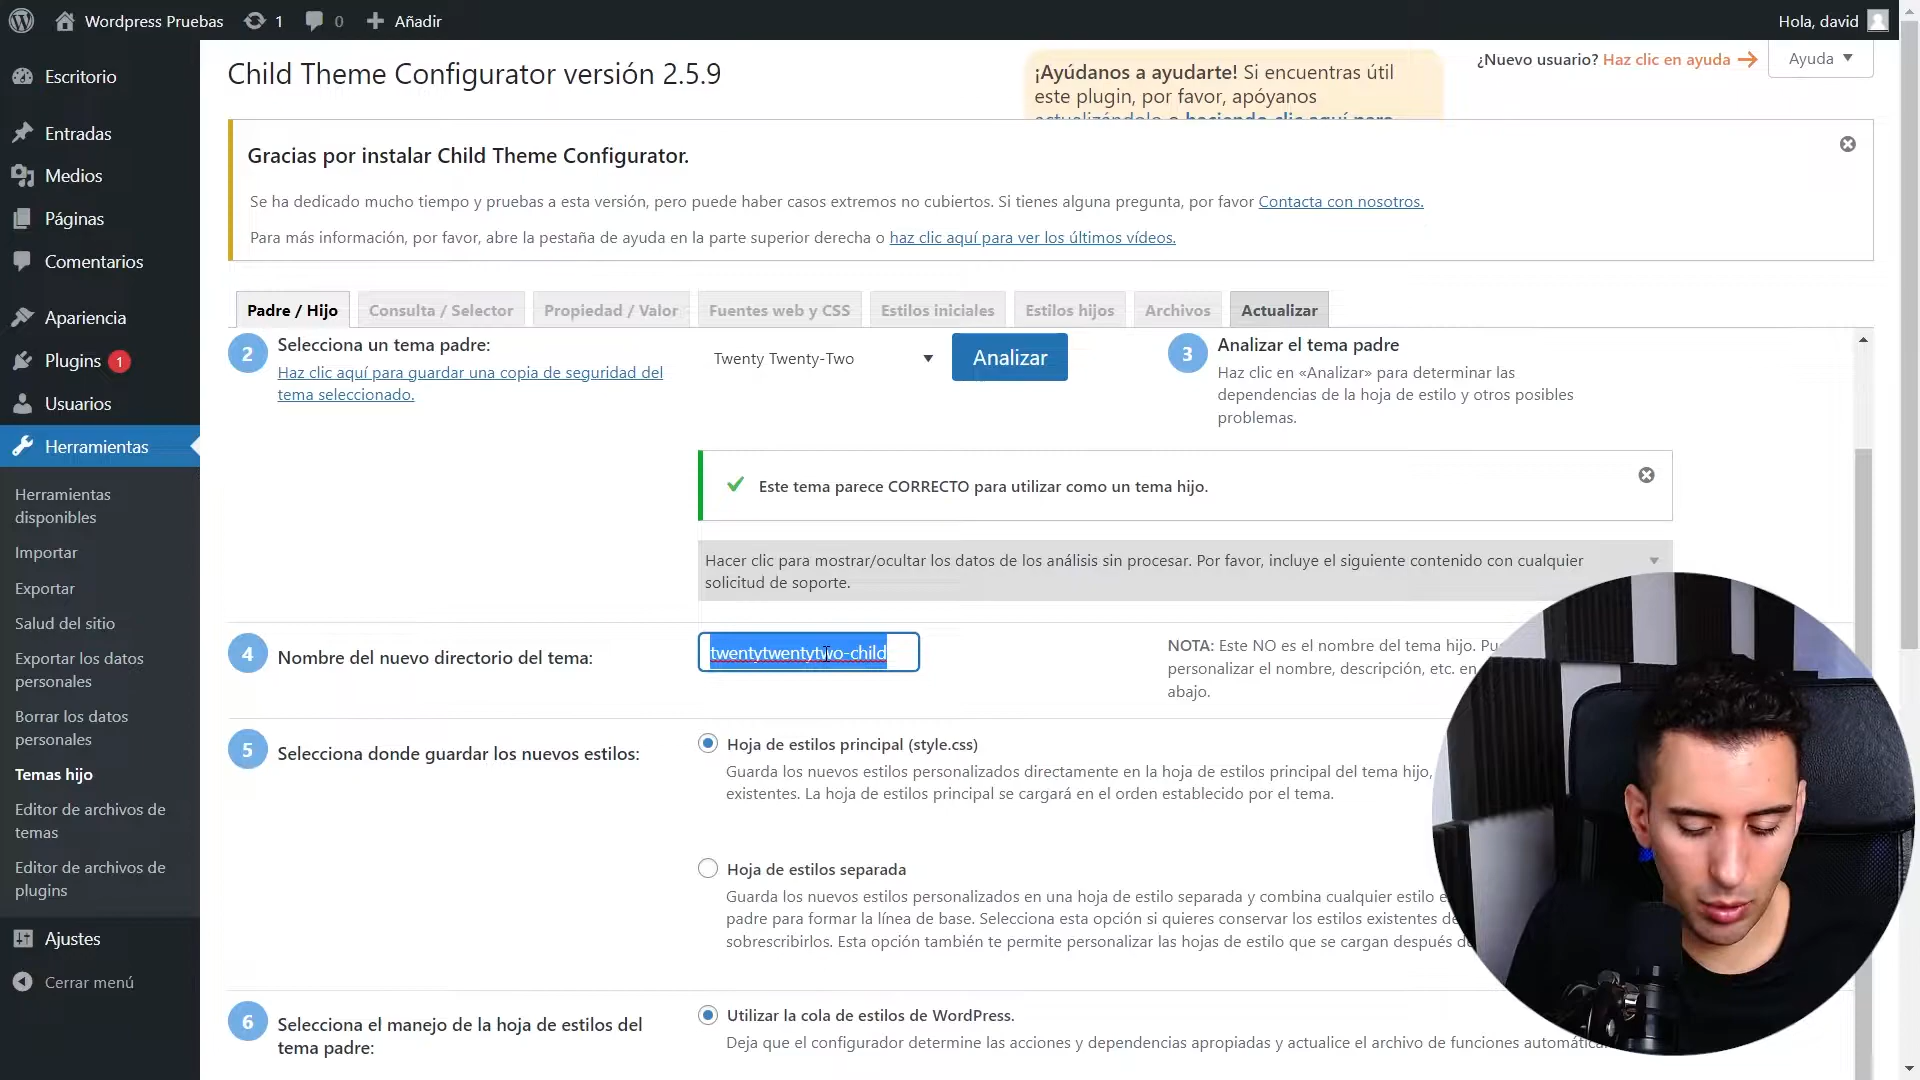 Wordpress Pruebas
1
0
Añadir
Hola, david
Escritorio
Entradas
Medios
Páginas
Comentarios
Apariencia
Plugins 1
Usuarios
Herramientas
Herramientas
disponibles
Importar
Exportar
Salud del sitio
Exportar los datos
personales
Borrar los datos
personales
Temas hijo
Editor de archivos de
temas
Editor de archivos de
plugins
Ajustes
Cerrar menú
Child Theme Configurator versión 2.5.9
¡Ayúdanos a ayudarte! Si encuentras útil
este plugin, por favor, apóyanos
actualizándolo o haciendo clic aquí para
¿Nuevo usuario? Haz clic en ayuda
Ayuda
Gracias por instalar Child Theme Configurator.
Se ha dedicado mucho tiempo y pruebas a esta versión, pero puede haber casos extremos no cubiertos. Si tienes alguna pregunta, por favor Contacta con nosotros.
Para más información, por favor, abre la pestaña de ayuda en la parte superior derecha o haz clic aquí para ver los últimos vídeos.
Padre / Hijo
Consulta / Selector
Propiedad / Valor
Fuentes web y CSS
Estilos iniciales
Estilos hijos
Archivos
Actualizar
2
Selecciona un tema padre:
Haz clic aquí para guardar una copia de seguridad del
tema seleccionado.
Twenty Twenty-Two
Analizar
3
Analizar el tema padre
Haz clic en «Analizar» para determinar las
dependencias de la hoja de estilo y otros posibles
problemas.
Este tema parece CORRECTO para utilizar como un tema hijo.
Hacer clic para mostrar/ocultar los datos de los análisis sin procesar. Por favor, incluye el siguiente contenido con cualquier
solicitud de soporte.
4
Nombre del nuevo directorio del tema:
twentytwentytwo-child
NOTA: Este NO es el nombre del tema hijo. Pu
personalizar el nombre, descripción, etc. en
abajo.
5
Selecciona donde guardar los nuevos estilos:
Hoja de estilos principal (style.css)
Guarda los nuevos estilos personalizados directamente en la hoja de estilos principal del tema hijo,
existentes. La hoja de estilos principal se cargará en el orden establecido por el tema.
Hoja de estilos separada
Guarda los nuevos estilos personalizados en una hoja de estilo separada y combina cualquier estilo e
padre para formar la línea de base. Selecciona esta opción si quieres conservar los estilos existentes de
sobrescribirlos. Esta opción también te permite personalizar las hojas de estilo que se cargan después d
6
Selecciona el manejo de la hoja de estilos del
tema padre:
Utilizar la cola de estilos de WordPress.
Deja que el configurador determine las acciones y dependencias apropiadas y actualice el archivo de funciones automática